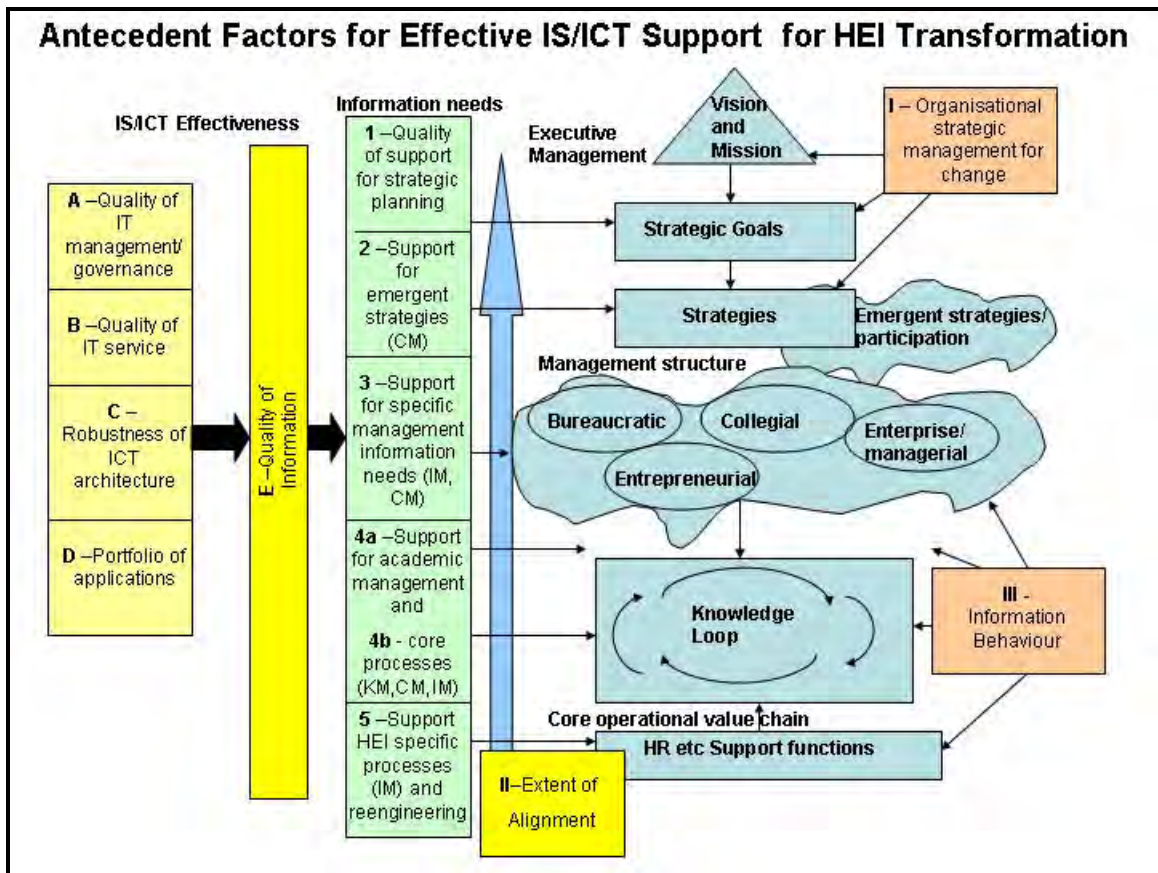 Antecedent Factors for Effective IS/ICT Support for HEI Transformation
IS/ICT Effectiveness
A –Quality of
IT
management/
governance
B –Quality of
IT service
C –
Robustness of
ICT
architecture
D –Portfolio of
applications
E –Quality of
Information
Information needs
1 –Quality
of support
for strategic
planning
2 –Support
for
emergent
strategies
(CM)
3 –Support
for specific
management
information
needs (IM,
CM)
4a –Support
for academic
management
and
4b - core
processes
(KM,CM,IM)
5 –Support
HEI specific
processes
(IM) and
reengineering
II–Extent of
Alignment
Executive
Management
Vision
and
Mission
Strategic Goals
Strategies
Emergent strategies/
participation
Management structure
Bureaucratic
Collegial
Enterprise/
managerial
Entrepreneurial
Knowledge
Loop
Core operational value chain
HR etc Support functions
I – Organisational
strategic
management for
change
III -
Information
Behaviour